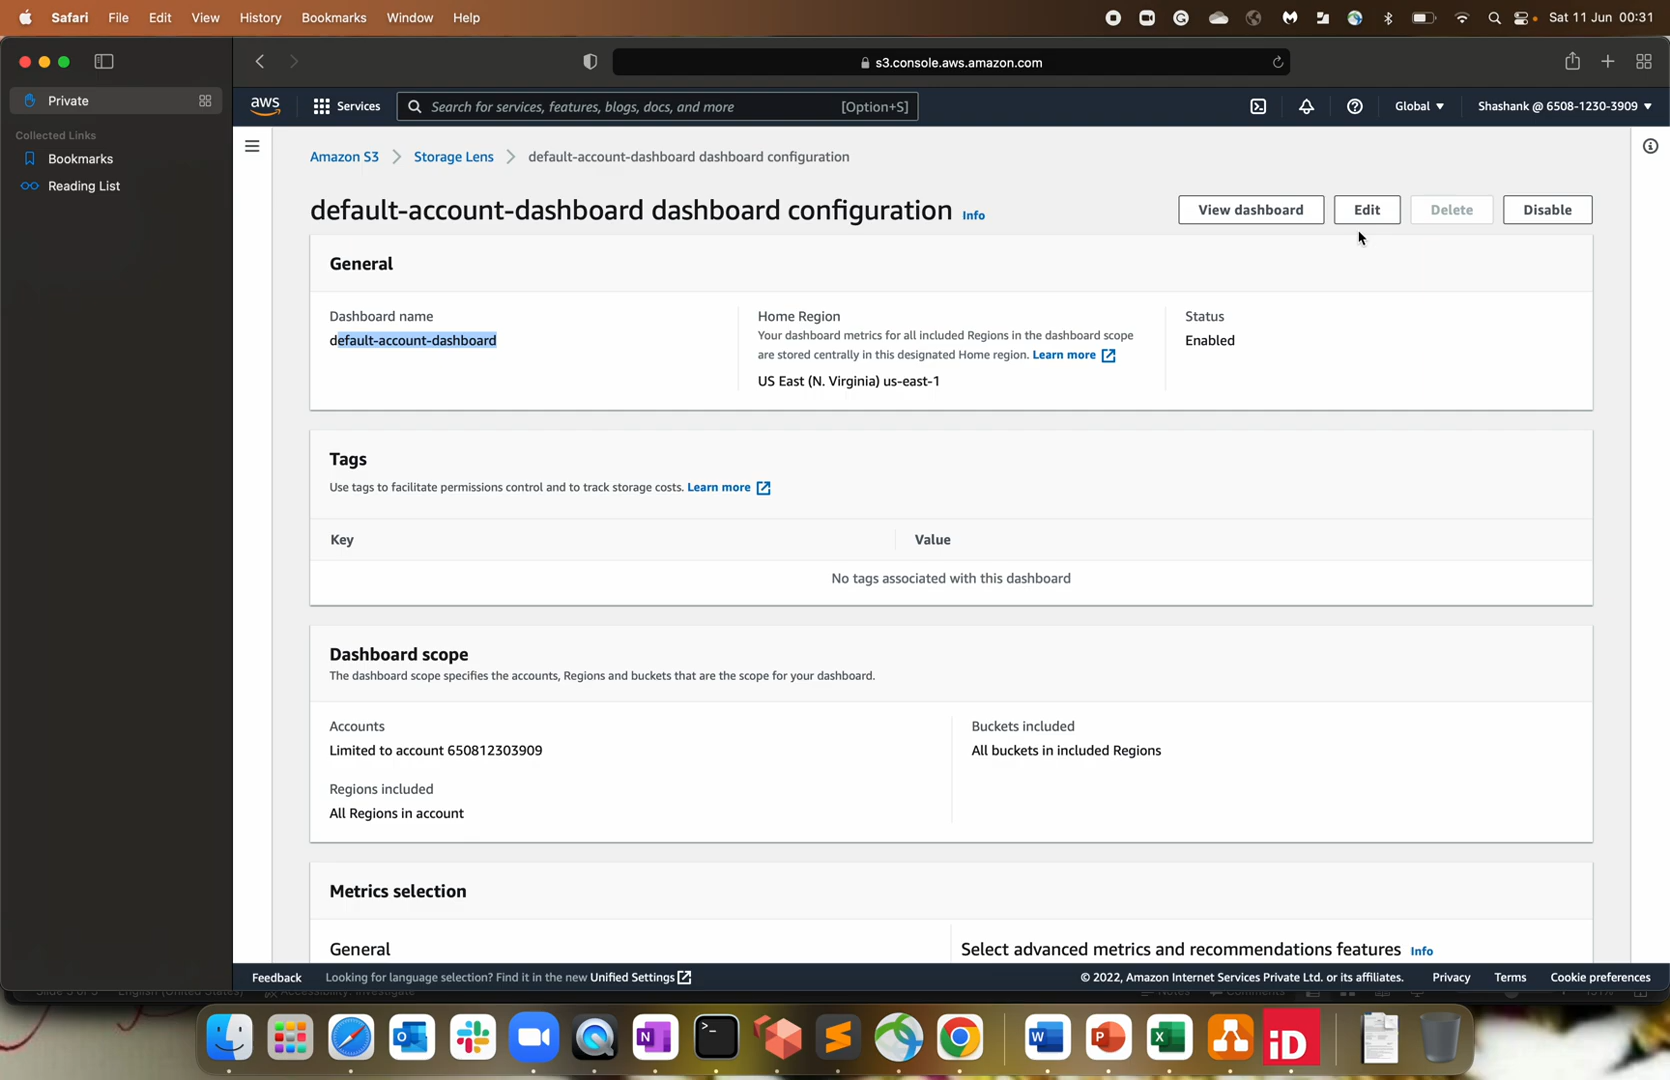 Safari File Edit View History Bookmarks Window Help Sat 11 Jun 00:31
s3.console.aws.amazon.com
Private
Collected Links
Bookmarks
Reading List
aws Services Search for services, features, blogs, docs, and more [Option+S] Global Shashank @ 6508-1230-3909
Amazon S3 Storage Lens default-account-dashboard dashboard configuration
default-account-dashboard dashboard configuration Info View dashboard Edit Delete Disable
General
Dashboard name
default-account-dashboard
Home Region
Your dashboard metrics for all included Regions in the dashboard scope
are stored centrally in this designated Home region. Learn more
US East (N. Virginia) us-east-1
Status
Enabled
Tags
Use tags to facilitate permissions control and to track storage costs. Learn more
Key Value
No tags associated with this dashboard
Dashboard scope
The dashboard scope specifies the accounts, Regions and buckets that are the scope for your dashboard.
Accounts
Limited to account 650812303909
Buckets included
All buckets in included Regions
Regions included
All Regions in account
Metrics selection
General
Select advanced metrics and recommendations features Info
Feedback Looking for language selection? Find it in the new Unified Settings © 2022, Amazon Internet Services Private Ltd. or its affiliates. Privacy Terms Cookie preferences
N W P X iD